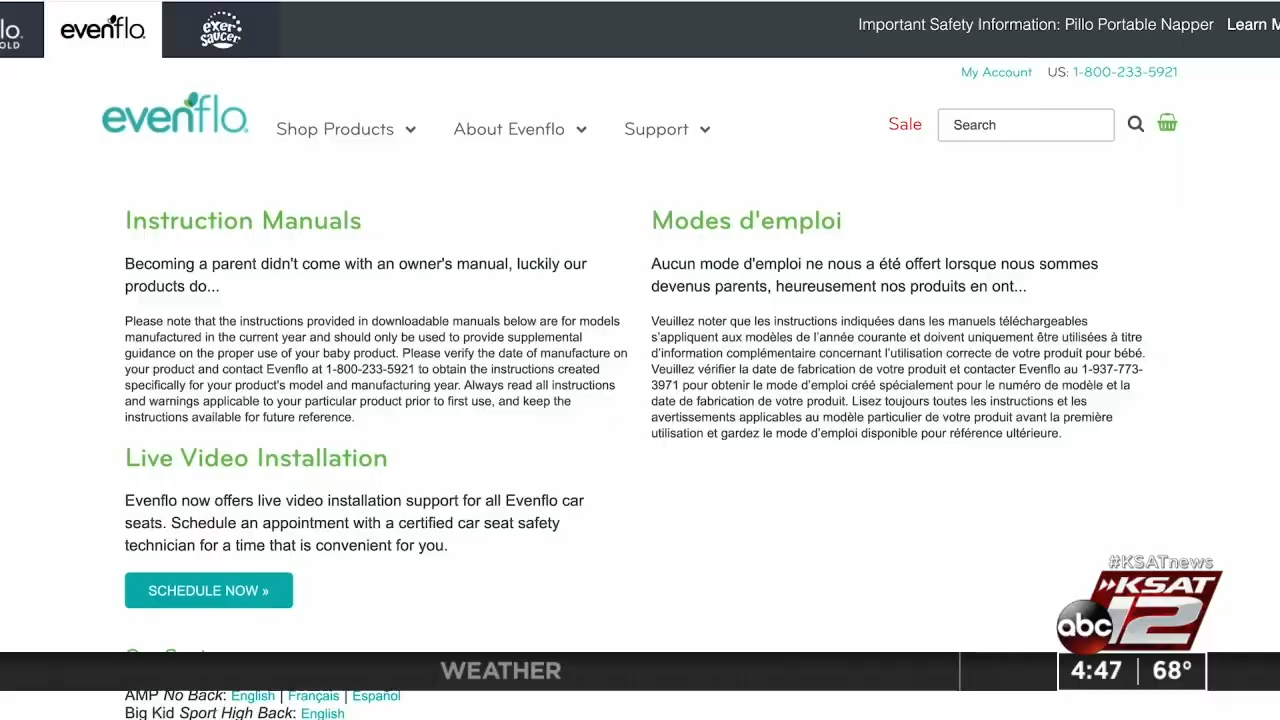 lo.
OLD
evenflo.
exer
saucer
Important Safety Information: Pillo Portable Napper Learn M
My Account US: 1-800-233-5921
evenflo.
Shop Products
About Evenflo
Support
Sale
Search
Instruction Manuals
Becoming a parent didn't come with an owner's manual, luckily our
products do...
Please note that the instructions provided in downloadable manuals below are for models
manufactured in the current year and should only be used to provide supplemental
guidance on the proper use of your baby product. Please verify the date of manufacture on
your product and contact Evenflo at 1-800-233-5921 to obtain the instructions created
specifically for your product's model and manufacturing year. Always read all instructions
and warnings applicable to your particular product prior to first use, and keep the
instructions available for future reference.
Modes d'emploi
Aucun mode d'emploi ne nous a été offert lorsque nous sommes
devenus parents, heureusement nos produits en ont...
Veuillez noter que les instructions indiquées dans les manuels téléchargeables
s'appliquent aux modèles de l'année courante et doivent uniquement être utilisées à titre
d'information complémentaire concernant l'utilisation correcte de votre produit pour bébé.
Veuillez vérifier la date de fabrication de votre produit et contacter Evenflo au 1-937-773-
3971 pour obtenir le mode d'emploi créé spécialement pour le numéro de modèle et la
date de fabrication de votre produit. Lisez toujours toutes les instructions et les
avertissements applicables au modèle particulier de votre produit avant la première
utilisation et gardez le mode d'emploi disponible pour référence ultérieure.
Live Video Installation
Evenflo now offers live video installation support for all Evenflo car
seats. Schedule an appointment with a certified car seat safety
technician for a time that is convenient for you.
SCHEDULE NOW »
#KSATnews
KSAT
abc 12
WEATHER
4:47 68°
AMP No Back: English | Français | Español
Big Kid Sport High Back: English